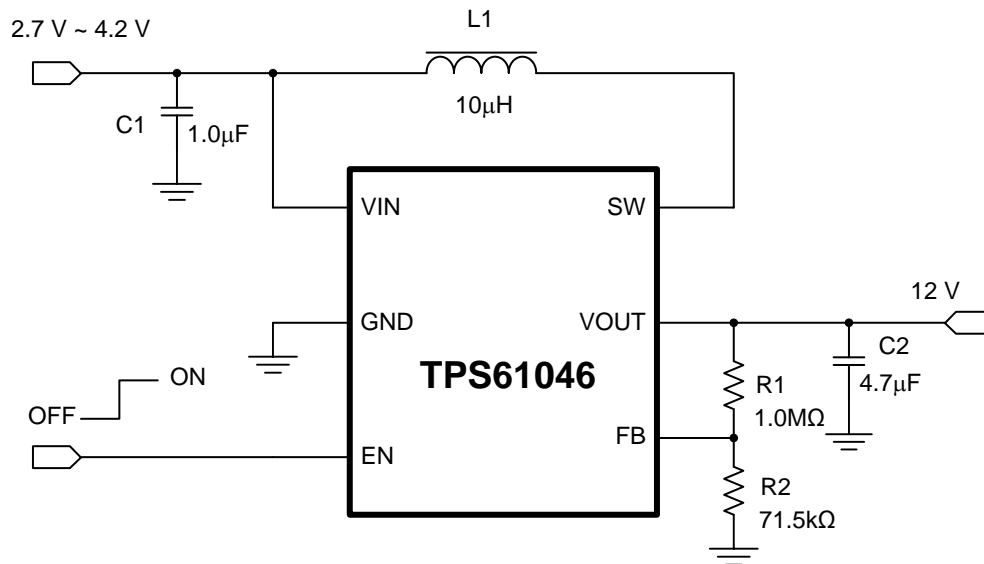 2.7 V ~ 4.2 V
L1
10μH
C1
1.0μF
VIN
SW
GND
VOUT
12 V
C2
4.7μF
TPS61046
R1
1.0MΩ
ON
OFF
FB
EN
R2
71.5kΩ